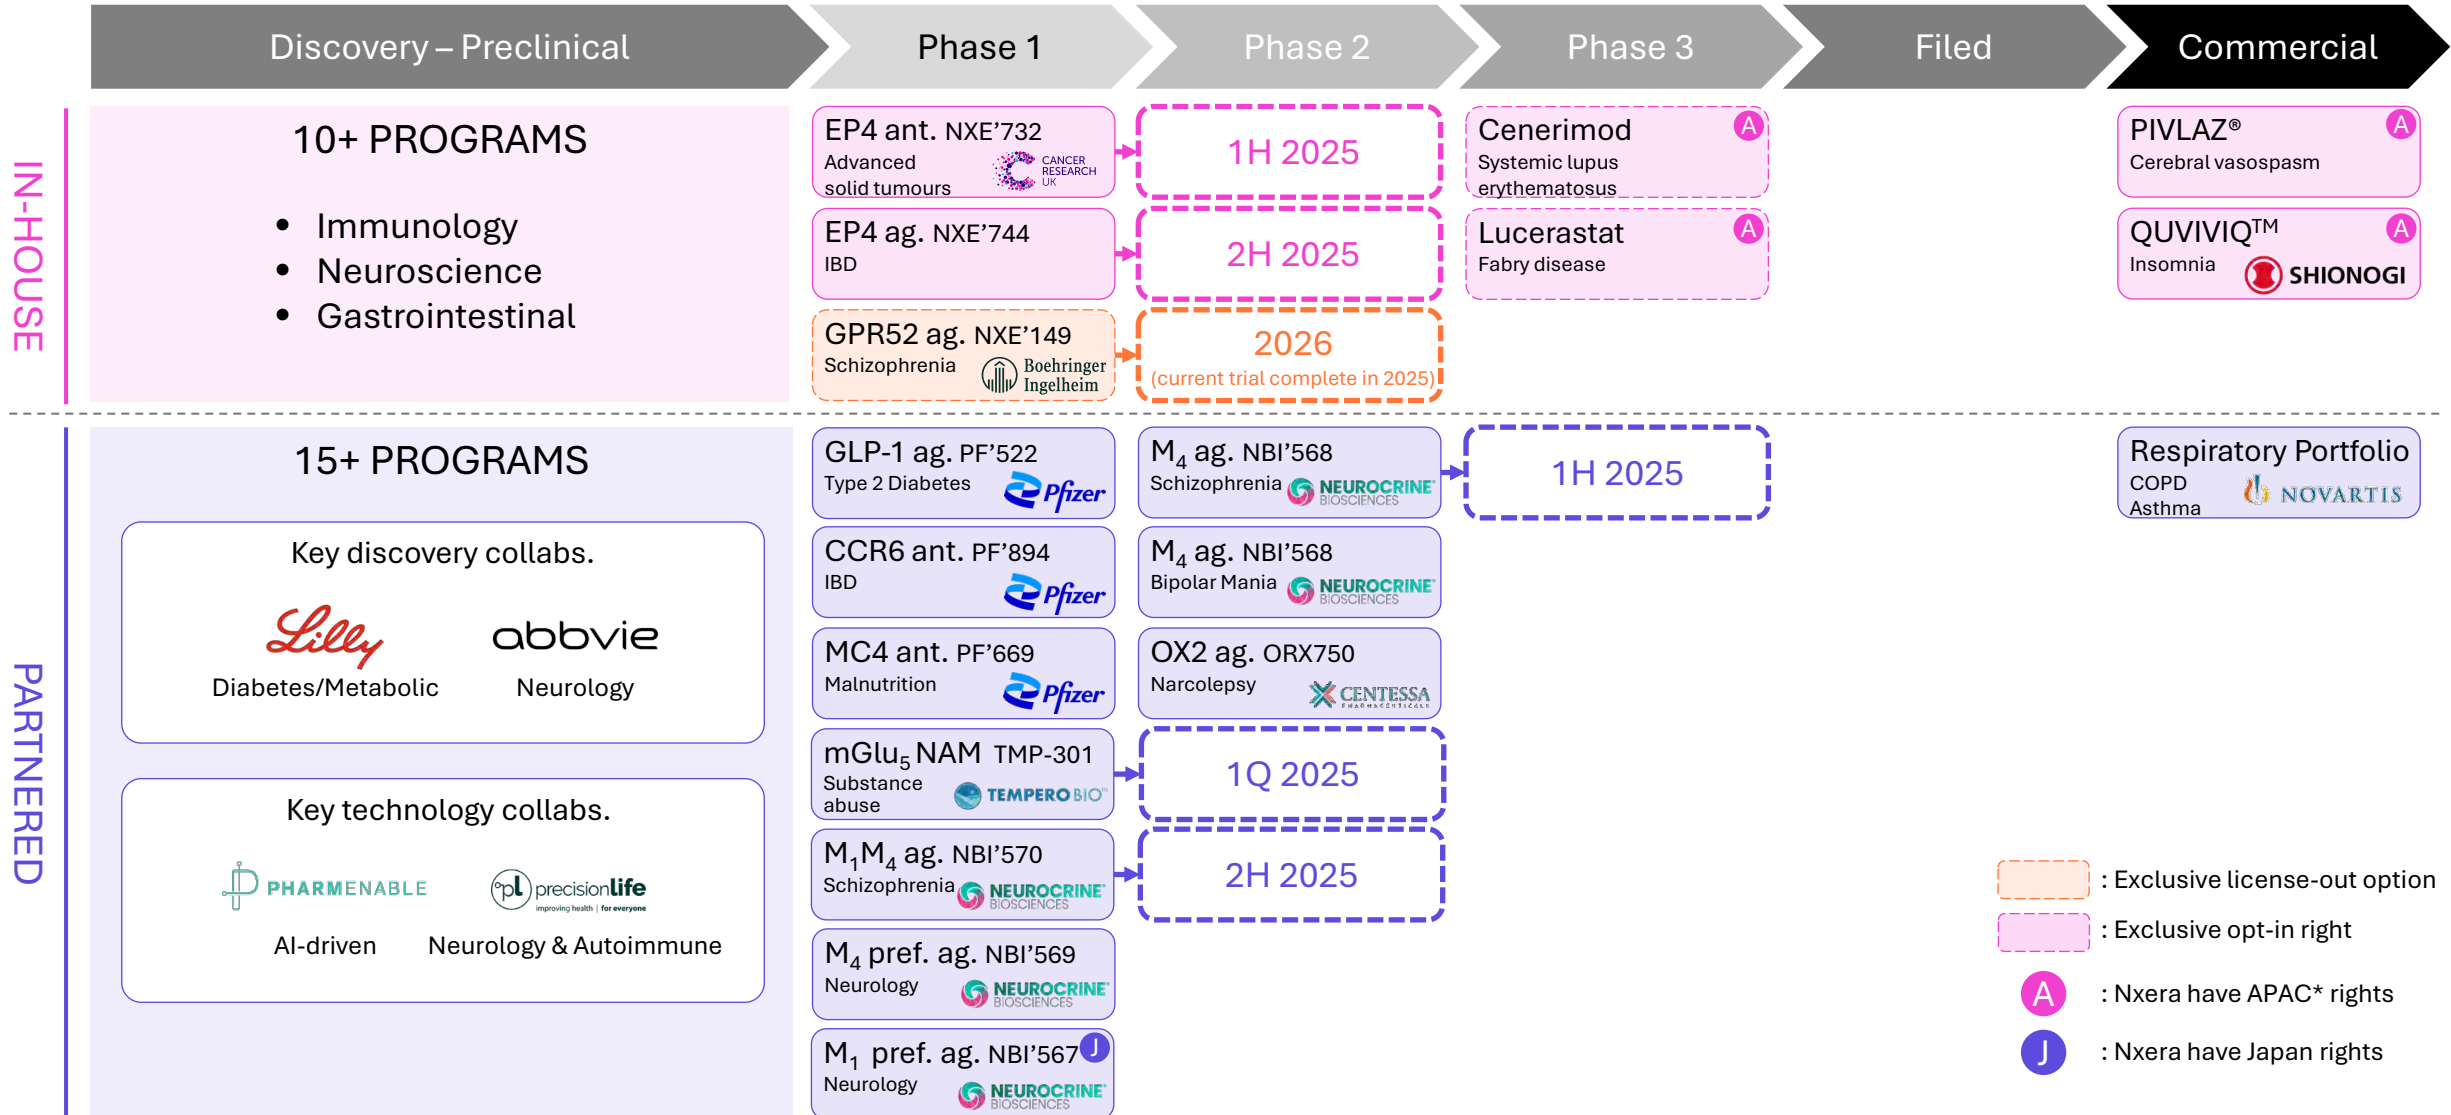 Discovery – Preclinical
Phase 1
Phase 2
Phase 3
Filed
Commercial
IN-HOUSE
10+ PROGRAMS
• Immunology
• Neuroscience
• Gastrointestinal
EP4 ant. NXE’732
Advanced
solid tumours
CANCER
RESEARCH
UK
1H 2025
Cenerimod
A
Systemic lupus
erythematosus
PIVLAZ®
A
Cerebral vasospasm
EP4 ag. NXE’744
IBD
2H 2025
Lucerastat
A
Fabry disease
QUVIVIQ™
A
Insomnia
SHIONOGI
GPR52 ag. NXE’149
Schizophrenia
Boehringer
Ingelheim
2026
(current trial complete in 2025)
PARTNERED
15+ PROGRAMS
Key discovery collabs.
Lilly
abbvie
Diabetes/Metabolic
Neurology
Key technology collabs.
PHARMENABLE
°pl precisionlife
improving health | for everyone
AI-driven
Neurology & Autoimmune
GLP-1 ag. PF’522
Type 2 Diabetes
Pfizer
M₄ ag. NBI’568
Schizophrenia
NEUROCRINE®
BIOSCIENCES
1H 2025
Respiratory Portfolio
COPD
Asthma
NOVARTIS
CCR6 ant. PF’894
IBD
Pfizer
M₄ ag. NBI’568
Bipolar Mania
NEUROCRINE®
BIOSCIENCES
MC4 ant. PF’669
Malnutrition
Pfizer
OX2 ag. ORX750
Narcolepsy
CENTESSA
PHARMACEUTICALS
mGlu₅ NAM TMP-301
Substance
abuse
TEMPERO BIO™
1Q 2025
M₁M₄ ag. NBI’570
Schizophrenia
NEUROCRINE®
BIOSCIENCES
2H 2025
M₄ pref. ag. NBI’569
Neurology
NEUROCRINE®
BIOSCIENCES
M₁ pref. ag. NBI’567
J
Neurology
NEUROCRINE®
BIOSCIENCES
: Exclusive license-out option
: Exclusive opt-in right
A : Nxera have APAC* rights
J : Nxera have Japan rights